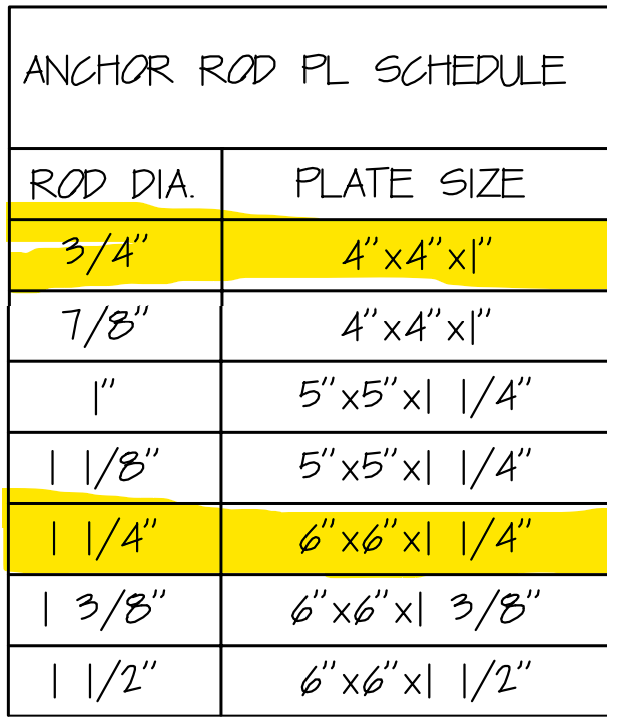 ANCHOR ROD PL SCHEDULE
ROD DIA. PLATE SIZE
3/4" 4"x4"x1"
7/8" 4"x4"x1"
1" 5"x5"x1 1/4"
1 1/8" 5"x5"x1 1/4"
1 1/4" 6"x6"x1 1/4"
1 3/8" 6"x6"x1 3/8"
1 1/2" 6"x6"x1 1/2"